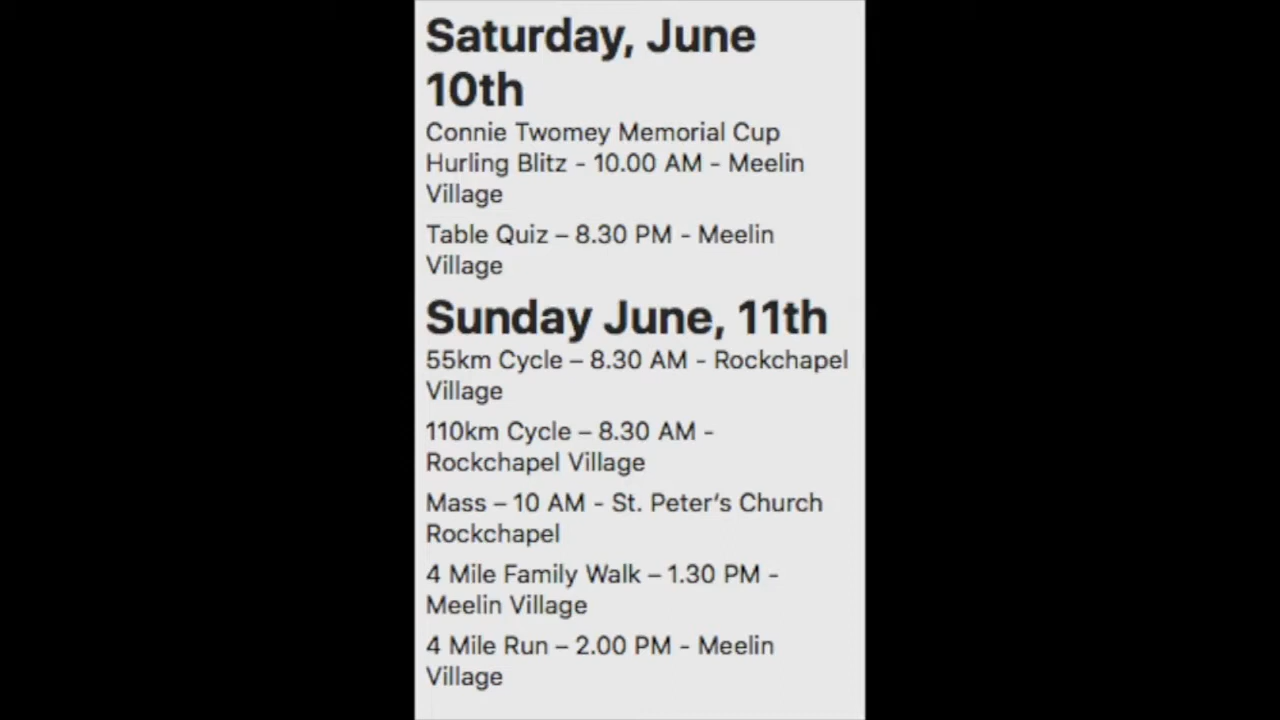 Saturday, June
10th
Connie Twomey Memorial Cup
Hurling Blitz - 10.00 AM - Meelin
Village
Table Quiz – 8.30 PM - Meelin
Village
Sunday June, 11th
55km Cycle – 8.30 AM - Rockchapel
Village
110km Cycle – 8.30 AM -
Rockchapel Village
Mass – 10 AM - St. Peter’s Church
Rockchapel
4 Mile Family Walk – 1.30 PM -
Meelin Village
4 Mile Run – 2.00 PM - Meelin
Village